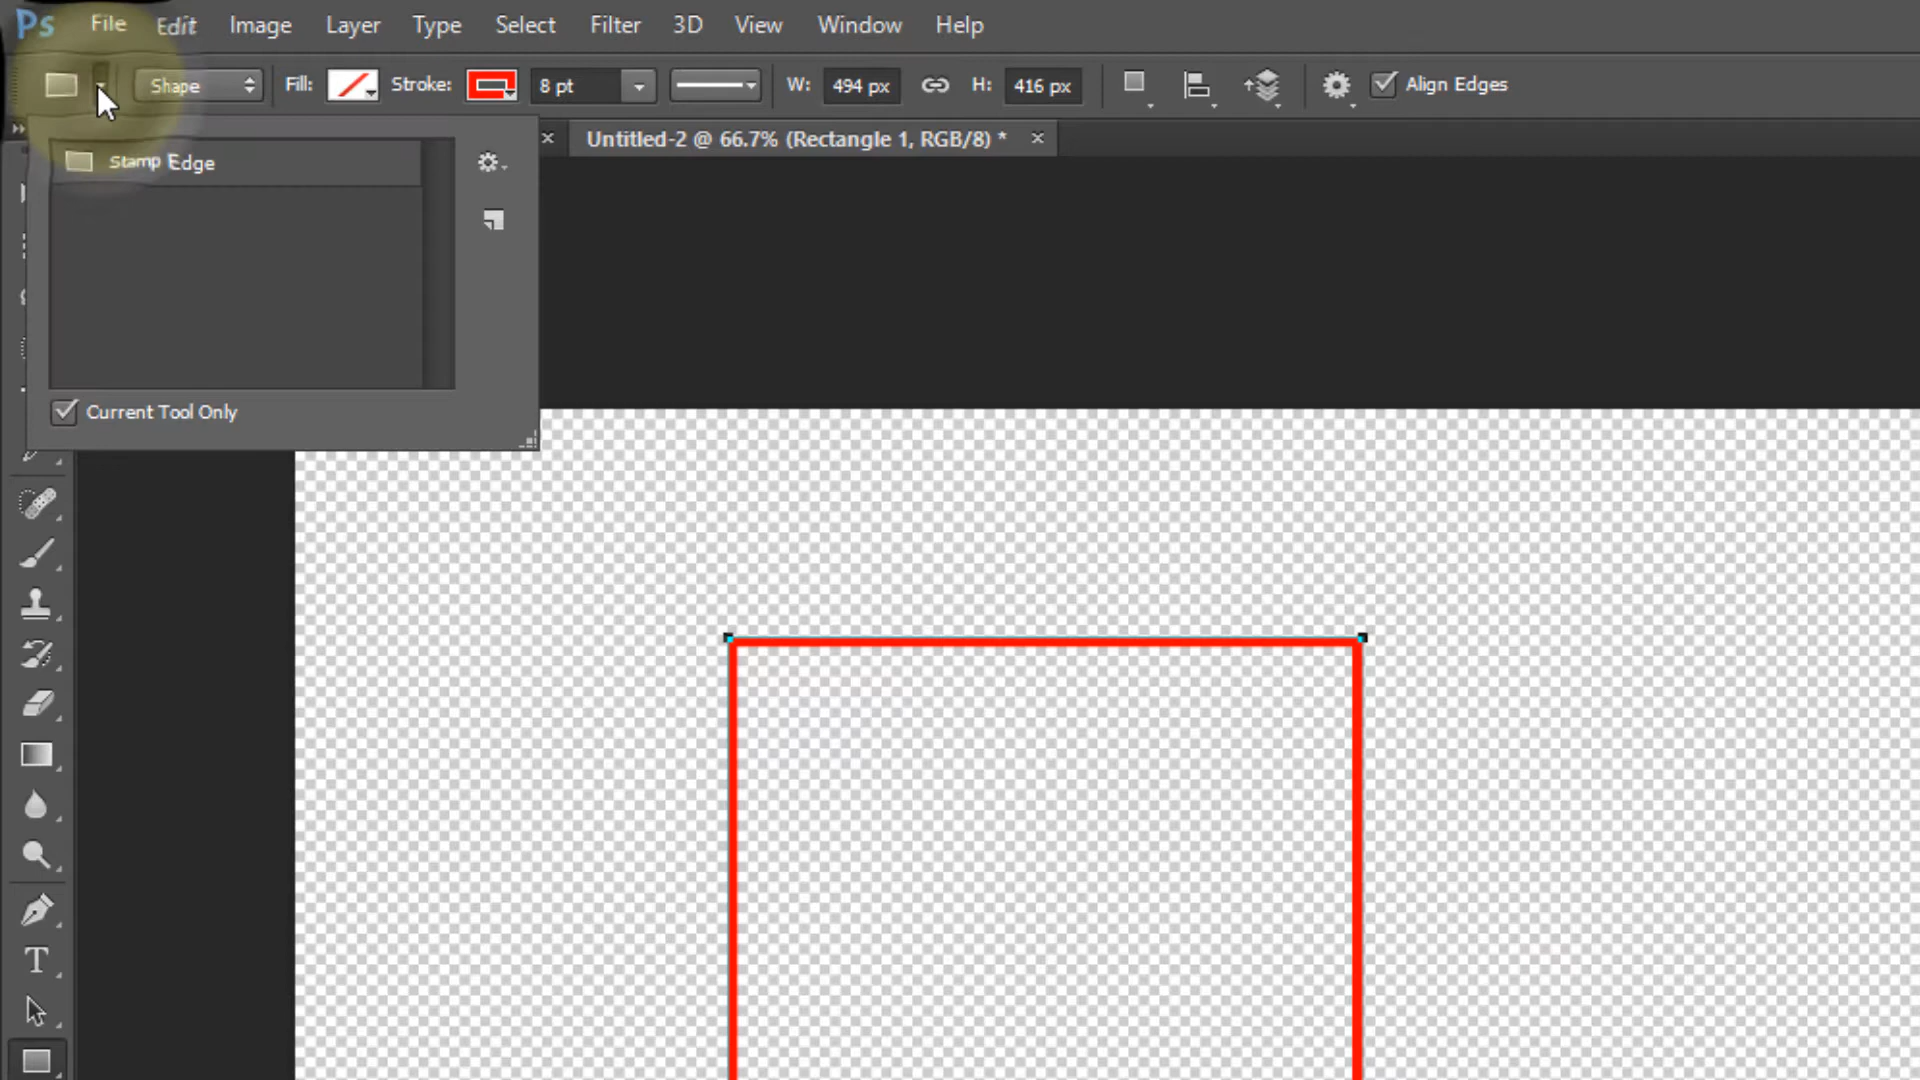 Ps File Edit Image Layer Type Select Filter 3D View Window Help
Shape Fill: Stroke: 8 pt W: 494 px H: 416 px Align Edges
Untitled-2 @ 66.7% (Rectangle 1, RGB/8) *
Stamp Edge
Current Tool Only
T